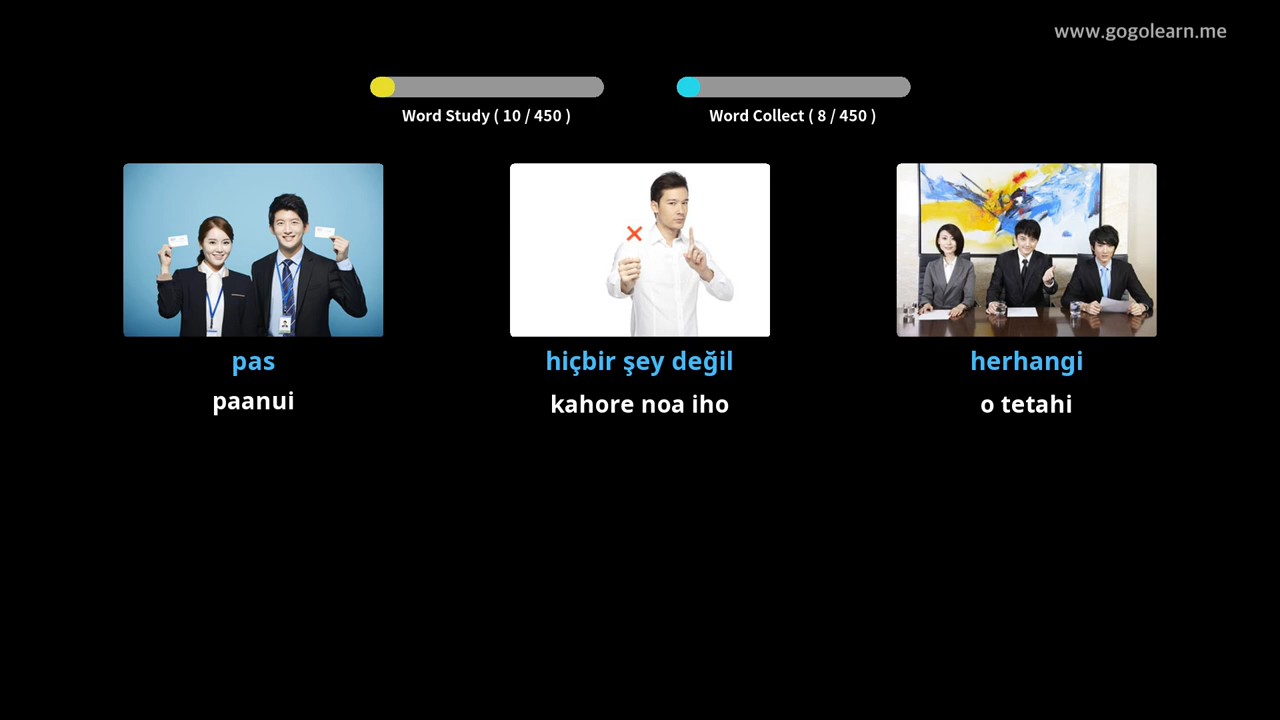 www.gogolearn.me
Word Study ( 10 / 450 )
Word Collect ( 8 / 450 )
pas
hiçbir şey değil
herhangi
paanui
kahore noa iho
o tetahi